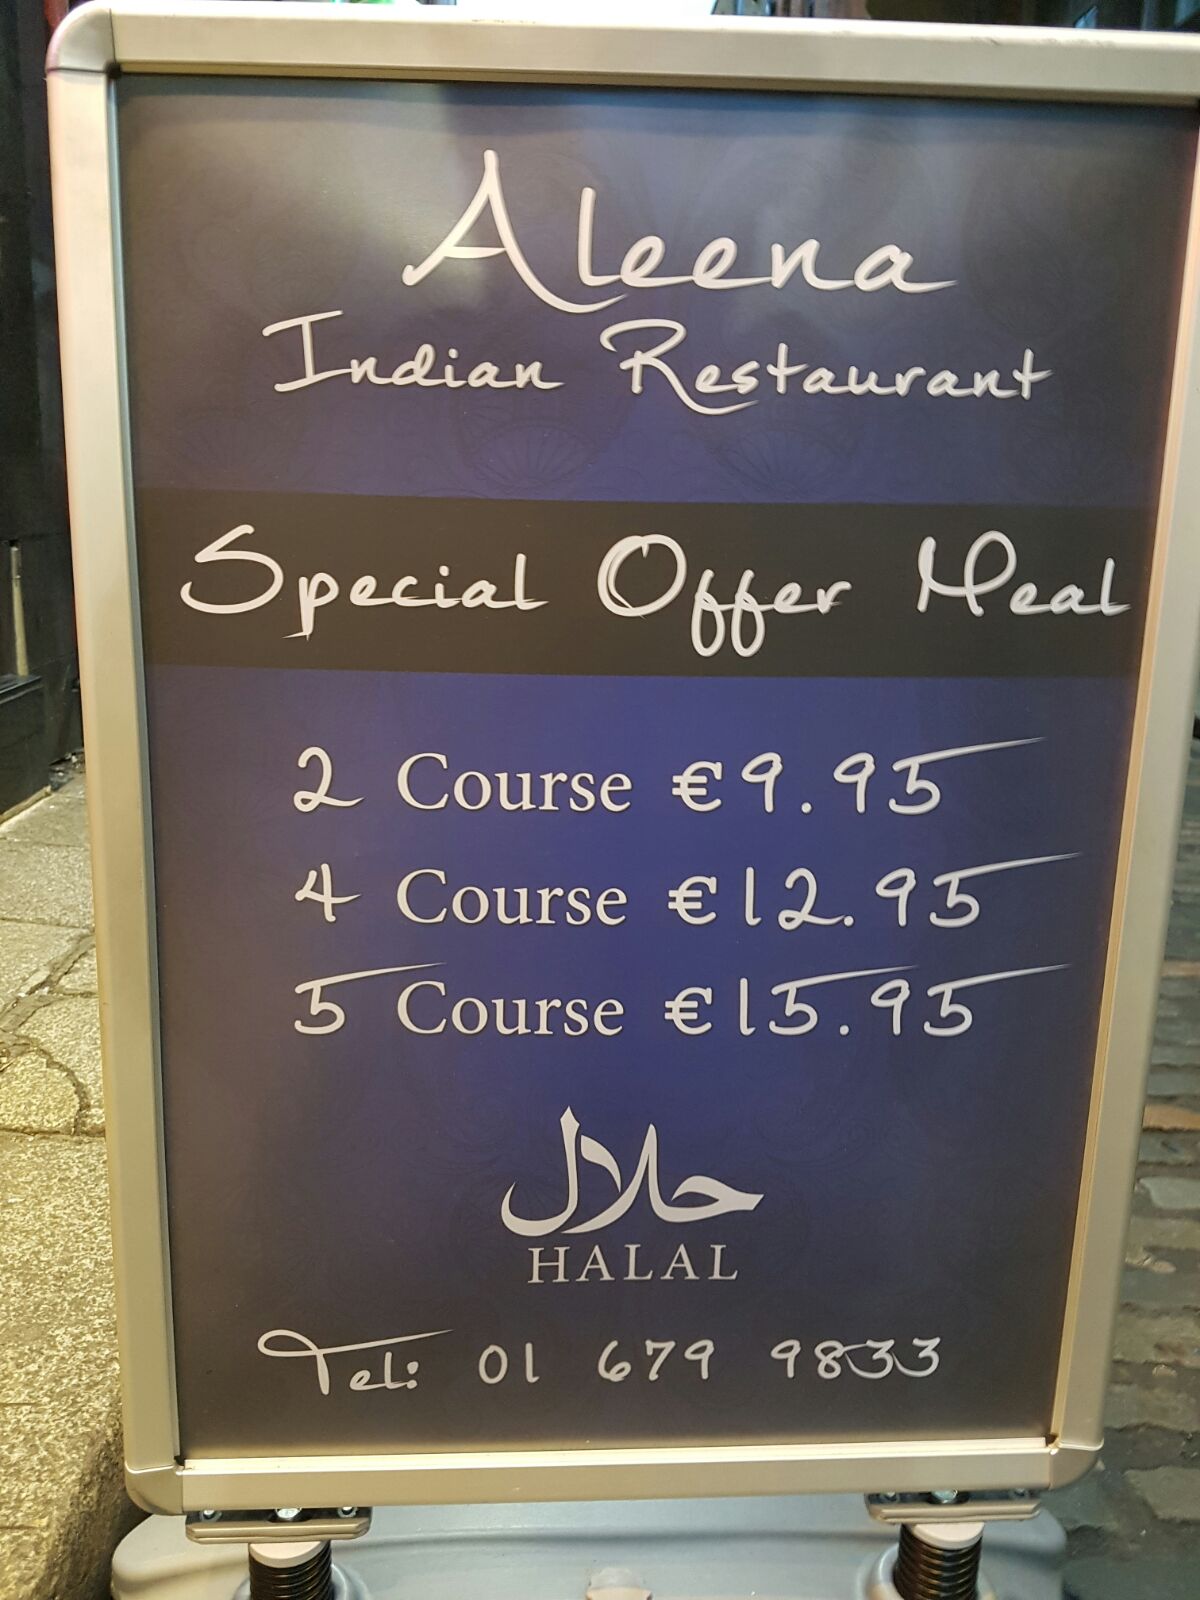 Aleena
Indian Restaurant
Special Offer Meal
2 Course €9.95
4 Course €12.95
5 Course €15.95
حلال
HALAL
Tel: 01 679 9833